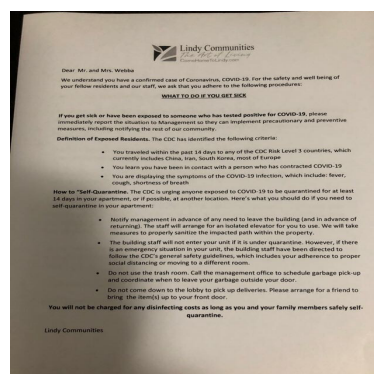 Lindy Communities
The Art of Living
ComeHomeToLindy.com
Dear Mr. and Mrs. Webbe
We understand you have a confirmed case of Coronavirus, COVID-19. For the safety and well being of
your fellow residents and our staff, we ask that you adhere to the following procedures:
WHAT TO DO IF YOU GET SICK
If you get sick or have been exposed to someone who has tested positive for COVID-19, please
immediately report the situation to Management so they can implement precautionary and preventive
measures, including notifying the rest of our community.
Definition of Exposed Residents. The CDC has identified the following criteria:
• You traveled within the past 14 days to any of the CDC Risk Level 3 countries, which
currently includes China, Iran, South Korea, most of Europe
• You learn you have been in contact with a person who has contracted COVID-19
• You are displaying the symptoms of the COVID-19 infection, which include: fever,
cough, shortness of breath
How to "Self-Quarantine. The CDC is urging anyone exposed to COVID-19 to be quarantined for at least
14 days in your apartment, or if possible, at another location. Here's what you should do if you need to
self-quarantine in your apartment:
• Notify management in advance of any need to leave the building (and in advance of
returning). The staff will arrange for an isolated elevator for you to use. We will take
measures to properly sanitize the impacted path within the property.
• The building staff will not enter your unit if it is under quarantine. However, if there
is an emergency situation in your unit, the building staff have been directed to
follow the CDC's general safety guidelines, which includes your adherence to proper
social distancing or moving to a different room.
• Do not use the trash room. Call the management office to schedule garbage pick-up
and coordinate when to leave your garbage outside your door.
• Do not come down to the lobby to pick up deliveries. Please arrange for a friend to
bring the item(s) up to your front door.
You will not be charged for any disinfecting costs as long as you and your family members safely self-
quarantine.
Lindy Communities